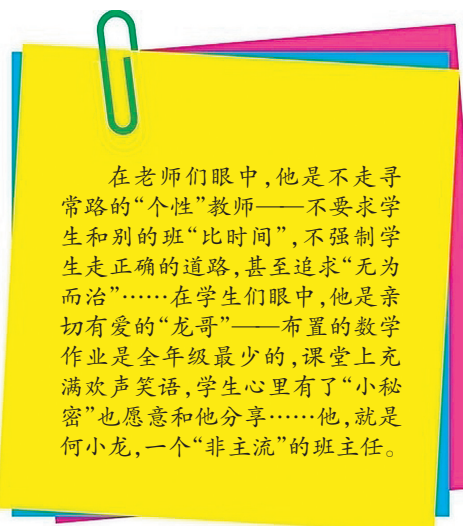 在老师们眼中,他是不走寻
常路的“个性”教师——不要求学
生和别的班“比时间”,不强制学
生走正确的道路,甚至追求“无为
而治”……在学生们眼中,他是亲
切有爱的“龙哥”——布置的数学
作业是全年级最少的,课堂上充
满欢声笑语,学生心里有了“小秘
密”也愿意和他分享……他,就是
何小龙,一个“非主流”的班主任。